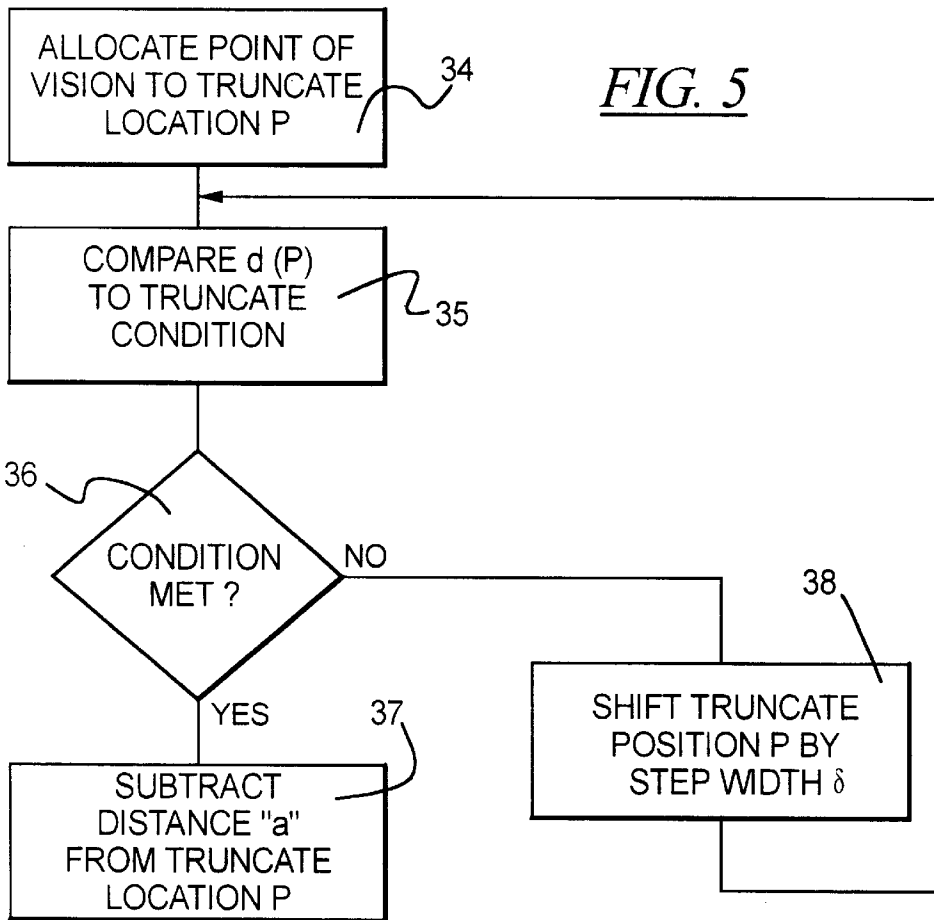 ALLOCATE POINT OF
VISION TO TRUNCATE
LOCATION P
34
FIG. 5
COMPARE d (P)
TO TRUNCATE
CONDITION
35
36
CONDITION
MET ?
NO
YES
38
SHIFT TRUNCATE
POSITION P BY
STEP WIDTH δ
37
SUBTRACT
DISTANCE "a"
FROM TRUNCATE
LOCATION P